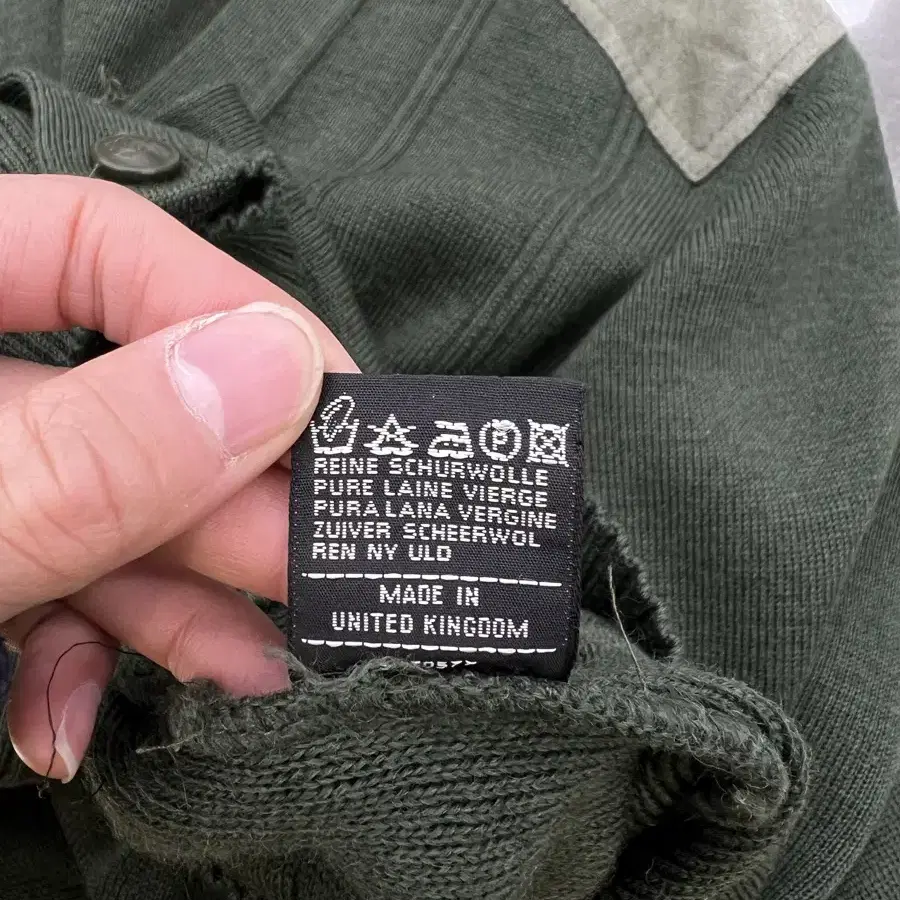 P
REINE SCHURWOLLE
PURE LAINE VIERGE
PURA LANA VERGINE
ZUIVER SCHEERWOL
REN NY ULD
MADE IN
UNITED KINGDOM